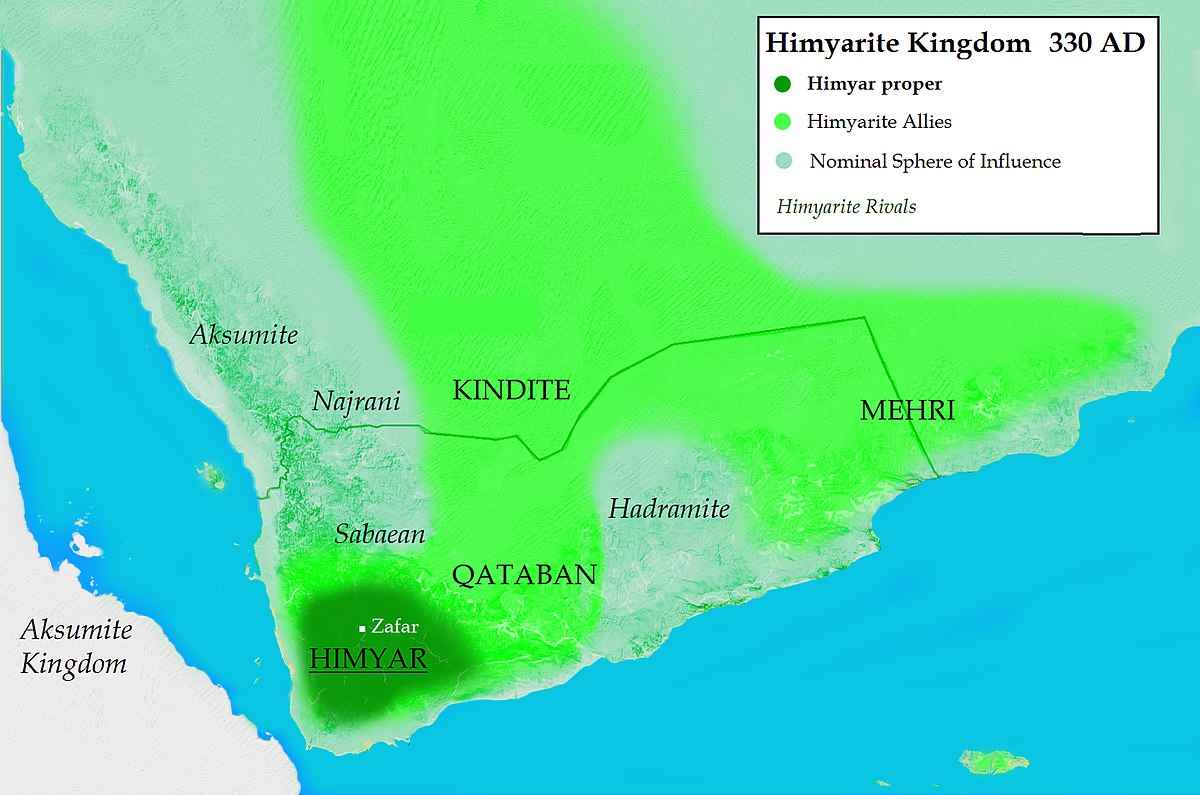 Himyarite Kingdom 330 AD
Himyar proper
Himyarite Allies
Nominal Sphere of Influence
Himyarite Rivals
Aksumite
KINDITE
Najrani
MEHRI
Hadramite
Sabaean
QATABAN
Zafar
HIMYAR
Aksumite
Kingdom